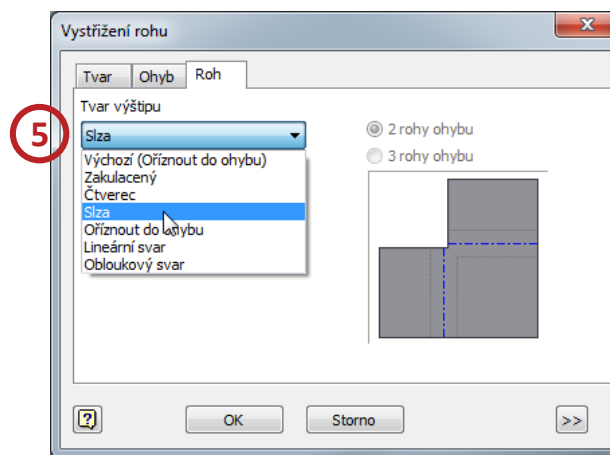 Vystřižení rohu
Tvar
Ohyb
Roh
Tvar výštipu
5
Slza
Výchozí (Oříznout do ohybu)
Zakulacený
Čtverec
Slza
Oříznout do ohybu
Lineární svar
Obloukový svar
2 rohy ohybu
3 rohy ohybu
?
OK
Storno
>>